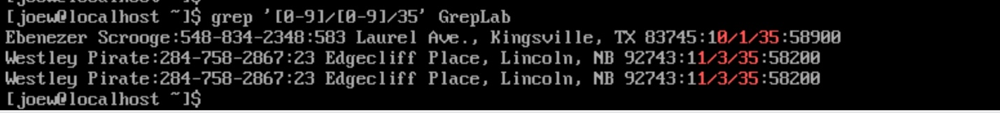 [joew@localhost ~]$ grep '[0-9]/[0-9]/35' GrepLab
Ebenezer Scrooge:548-834-2348:583 Laurel Ave., Kingsville, TX 83745:10/1/35:58900
Westley Pirate:284-758-2867:23 Edgecliff Place, Lincoln, NB 92743:11/3/35:58200
Westley Pirate:284-758-2867:23 Edgecliff Place, Lincoln, NB 92743:11/3/35:58200
[joew@localhost ~]$